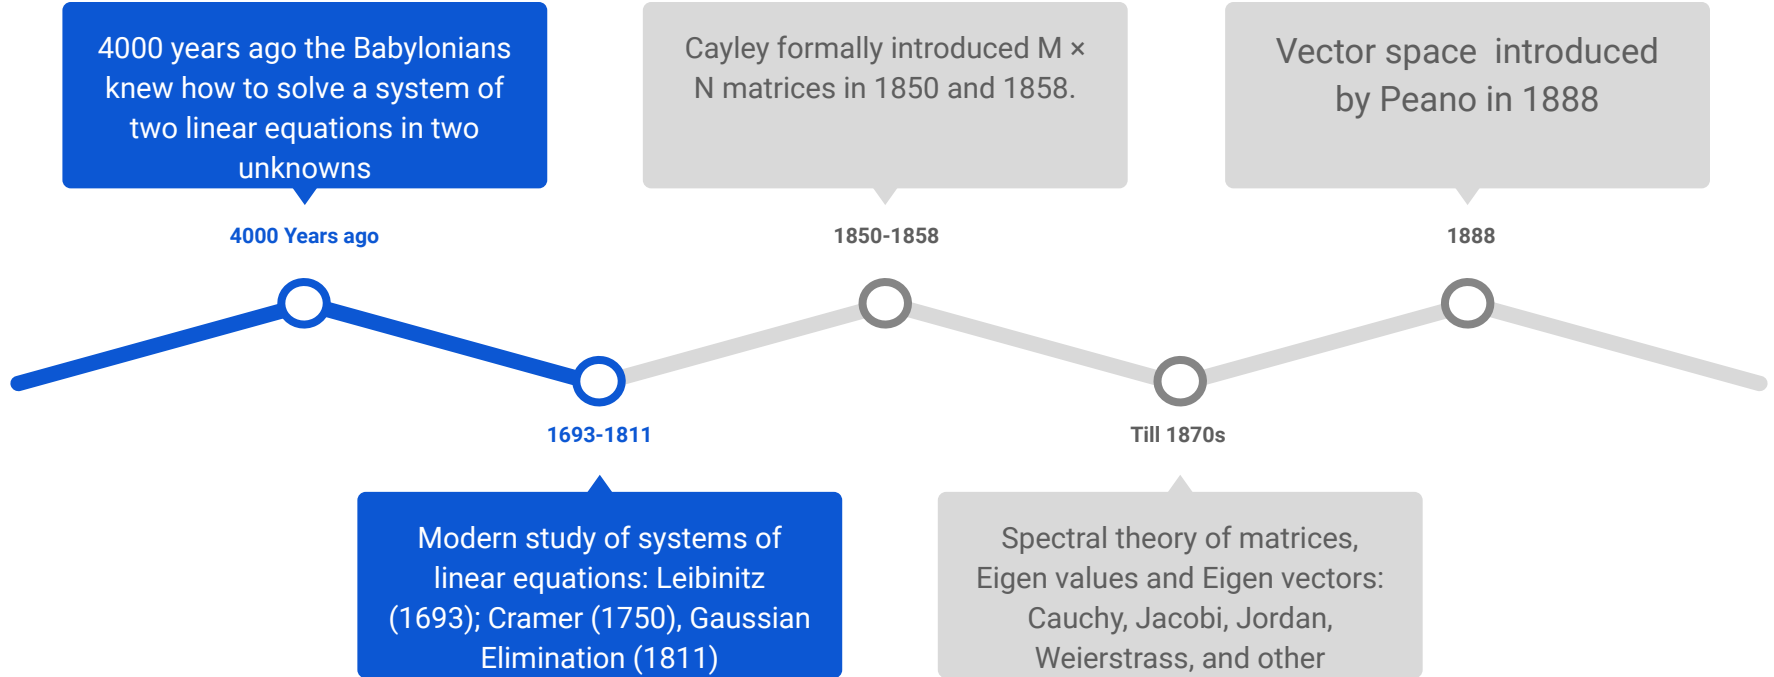 4000 years ago the Babylonians
knew how to solve a system of
two linear equations in two
unknowns
4000 Years ago
1693-1811
Modern study of systems of
linear equations: Leibinitz
(1693); Cramer (1750), Gaussian
Elimination (1811)
Cayley formally introduced M ×
N matrices in 1850 and 1858.
1850-1858
Till 1870s
Spectral theory of matrices,
Eigen values and Eigen vectors:
Cauchy, Jacobi, Jordan,
Weierstrass, and other
Vector space  introduced
by Peano in 1888
1888